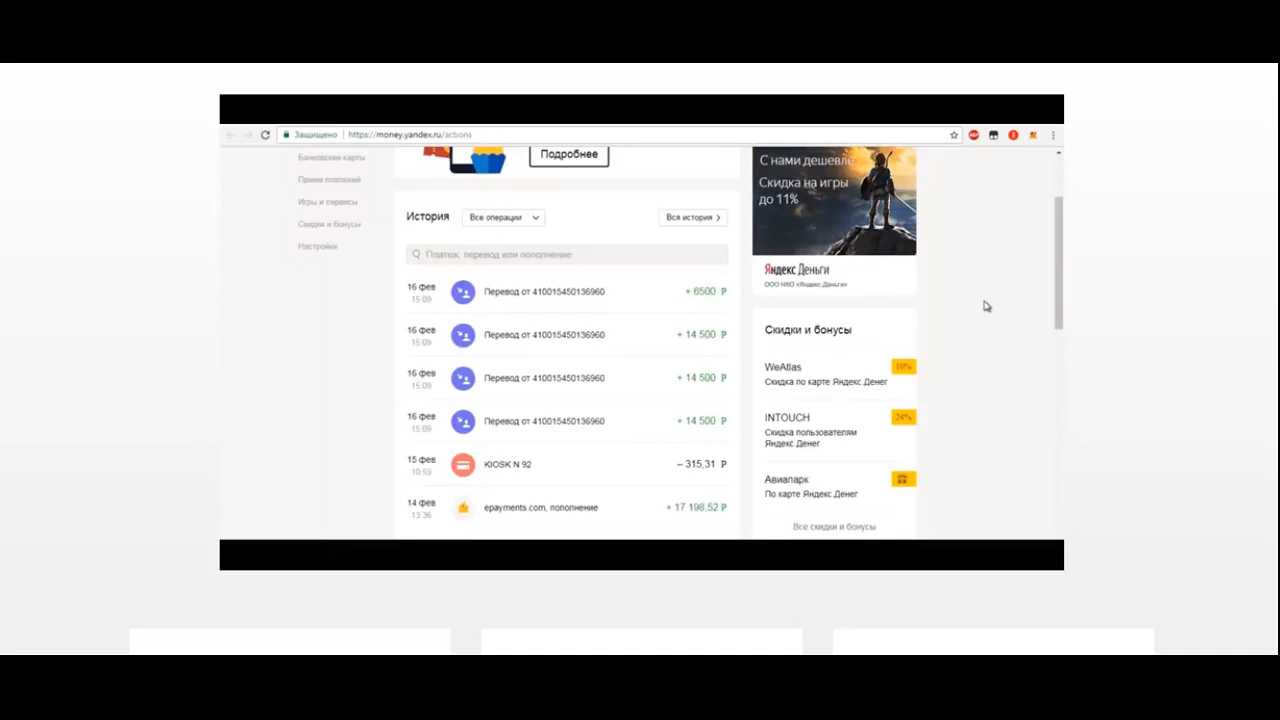 Защищено
https://money.yandex.ru/actions
Банковские карты
Прием платежей
Игры и сервисы
Скидки и бонусы
Настройки
Подробнее
История
Все операции
Вся история
Платеж, перевод или пополнение
16 фев
15:09
Перевод от 410015450136960
+ 6500 Р
16 фев
15:09
Перевод от 410015450136960
+ 14 500 Р
16 фев
15:09
Перевод от 410015450136960
+ 14 500 Р
16 фев
15:09
Перевод от 410015450136960
+ 14 500 Р
15 фев
10:59
KIOSK N 92
– 315,31 Р
14 фев
13:36
epayments.com, пополнение
+ 17 198,52 Р
С нами дешевле
Скидка на игры
до 11%
Яндекс Деньги
ООО НКО «Яндекс.Деньги»
Скидки и бонусы
WeAtlas
10%
Скидка по карте Яндекс Денег
INTOUCH
24%
Скидка пользователям
Яндекс Денег
Авиапарк
По карте Яндекс Денег
Все скидки и бонусы